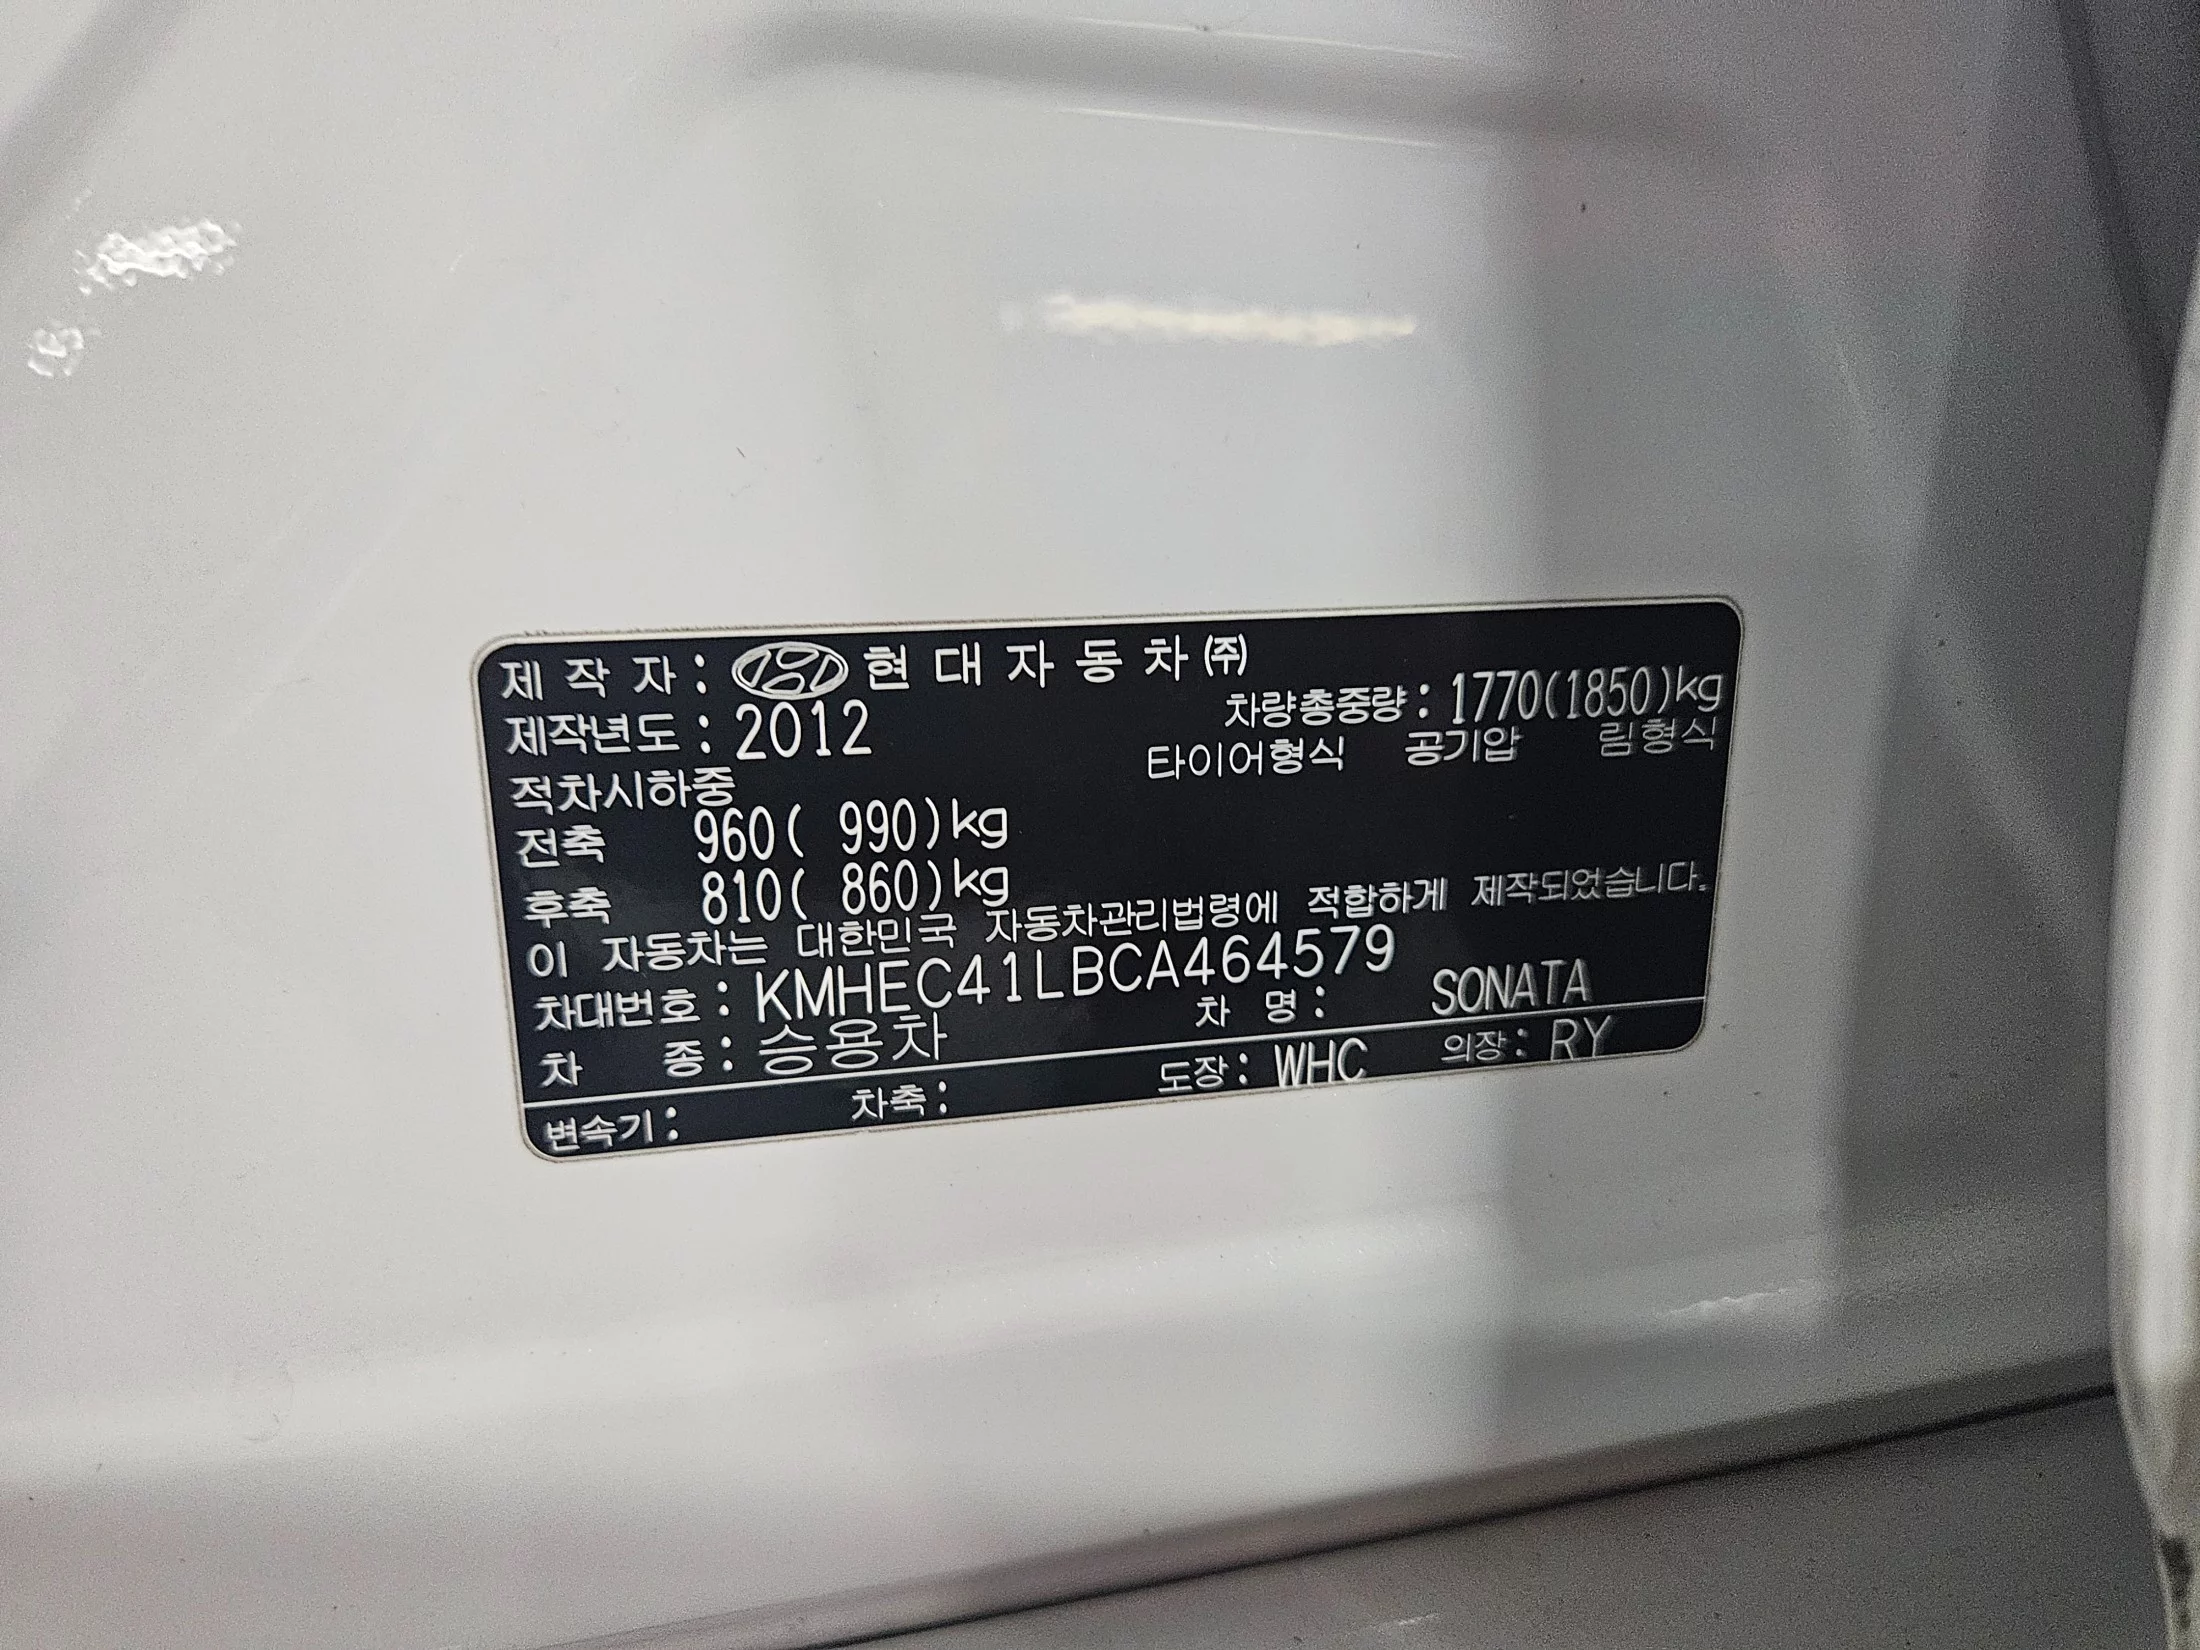 제 작 자 : 현 대 자 동 차 ㈜
제작년도 : 2012 차량총중량 : 1770(1850)kg
적차시하중 타이어형식 공기압 림형식
전축 960( 990)kg
후축 810( 860)kg
이 자동차는 대한민국 자동차관리법령에 적합하게 제작되었습니다.
차대번호 : KMHEC41LBCA464579
차 종 : 승용차 차 명 : SONATA
변속기 : 차축 : 도장 : WHC 의장 : RY